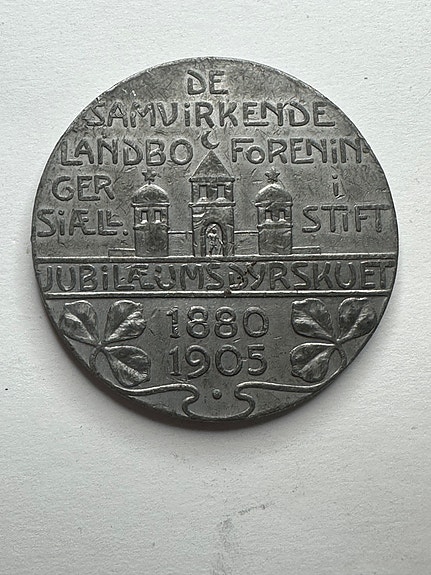 DE
SAMViRKENDE
LANDBO FORENiN-
GER i
SiÆLL. STIFT
JUBiLÆUMSDYRSKUET
1880
1905